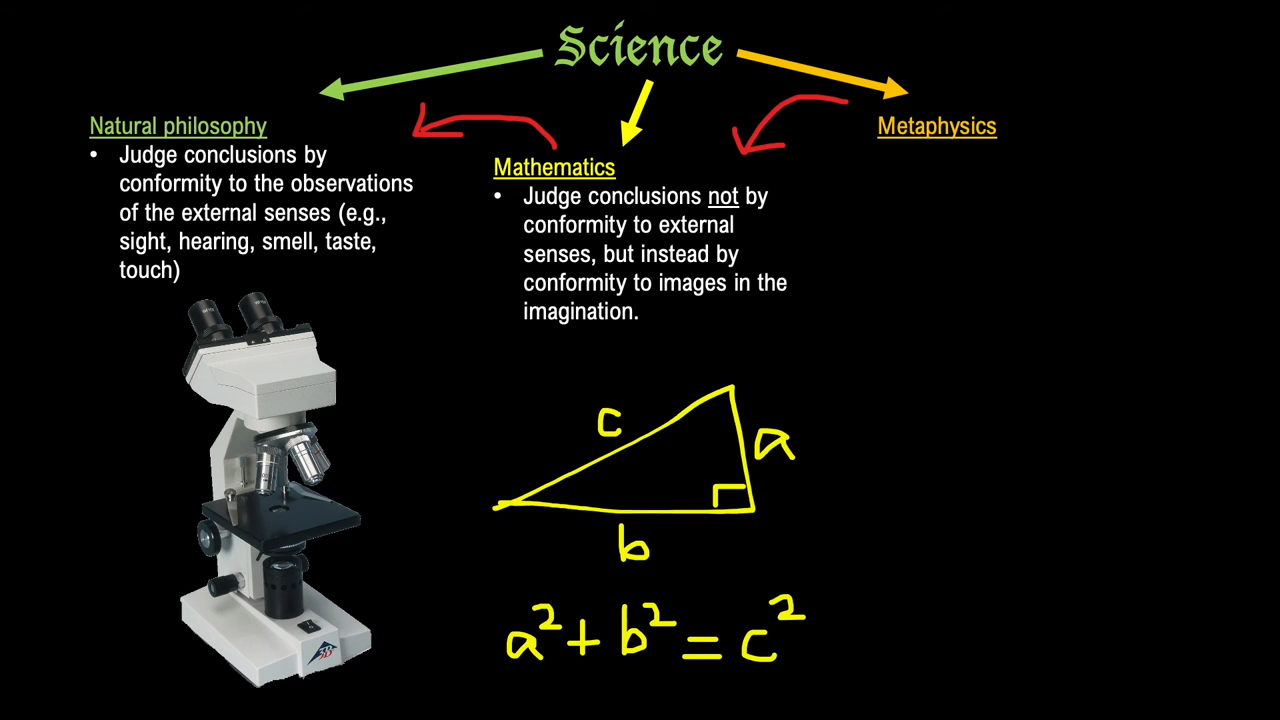 Science
Natural philosophy
• Judge conclusions by
conformity to the observations
of the external senses (e.g.,
sight, hearing, smell, taste,
touch)
Mathematics
• Judge conclusions not by
conformity to external
senses, but instead by
conformity to images in the
imagination.
Metaphysics
c
a
b
a² + b² = c²
3B